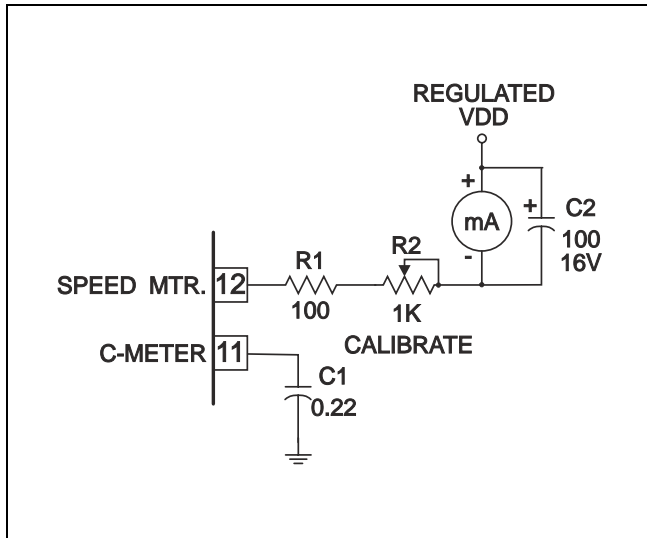 REGULATED
VDD
+
mA
-
+
C2
100
16V
R1
100
R2
1K
CALIBRATE
SPEED MTR.
12
C-METER
11
C1
0.22